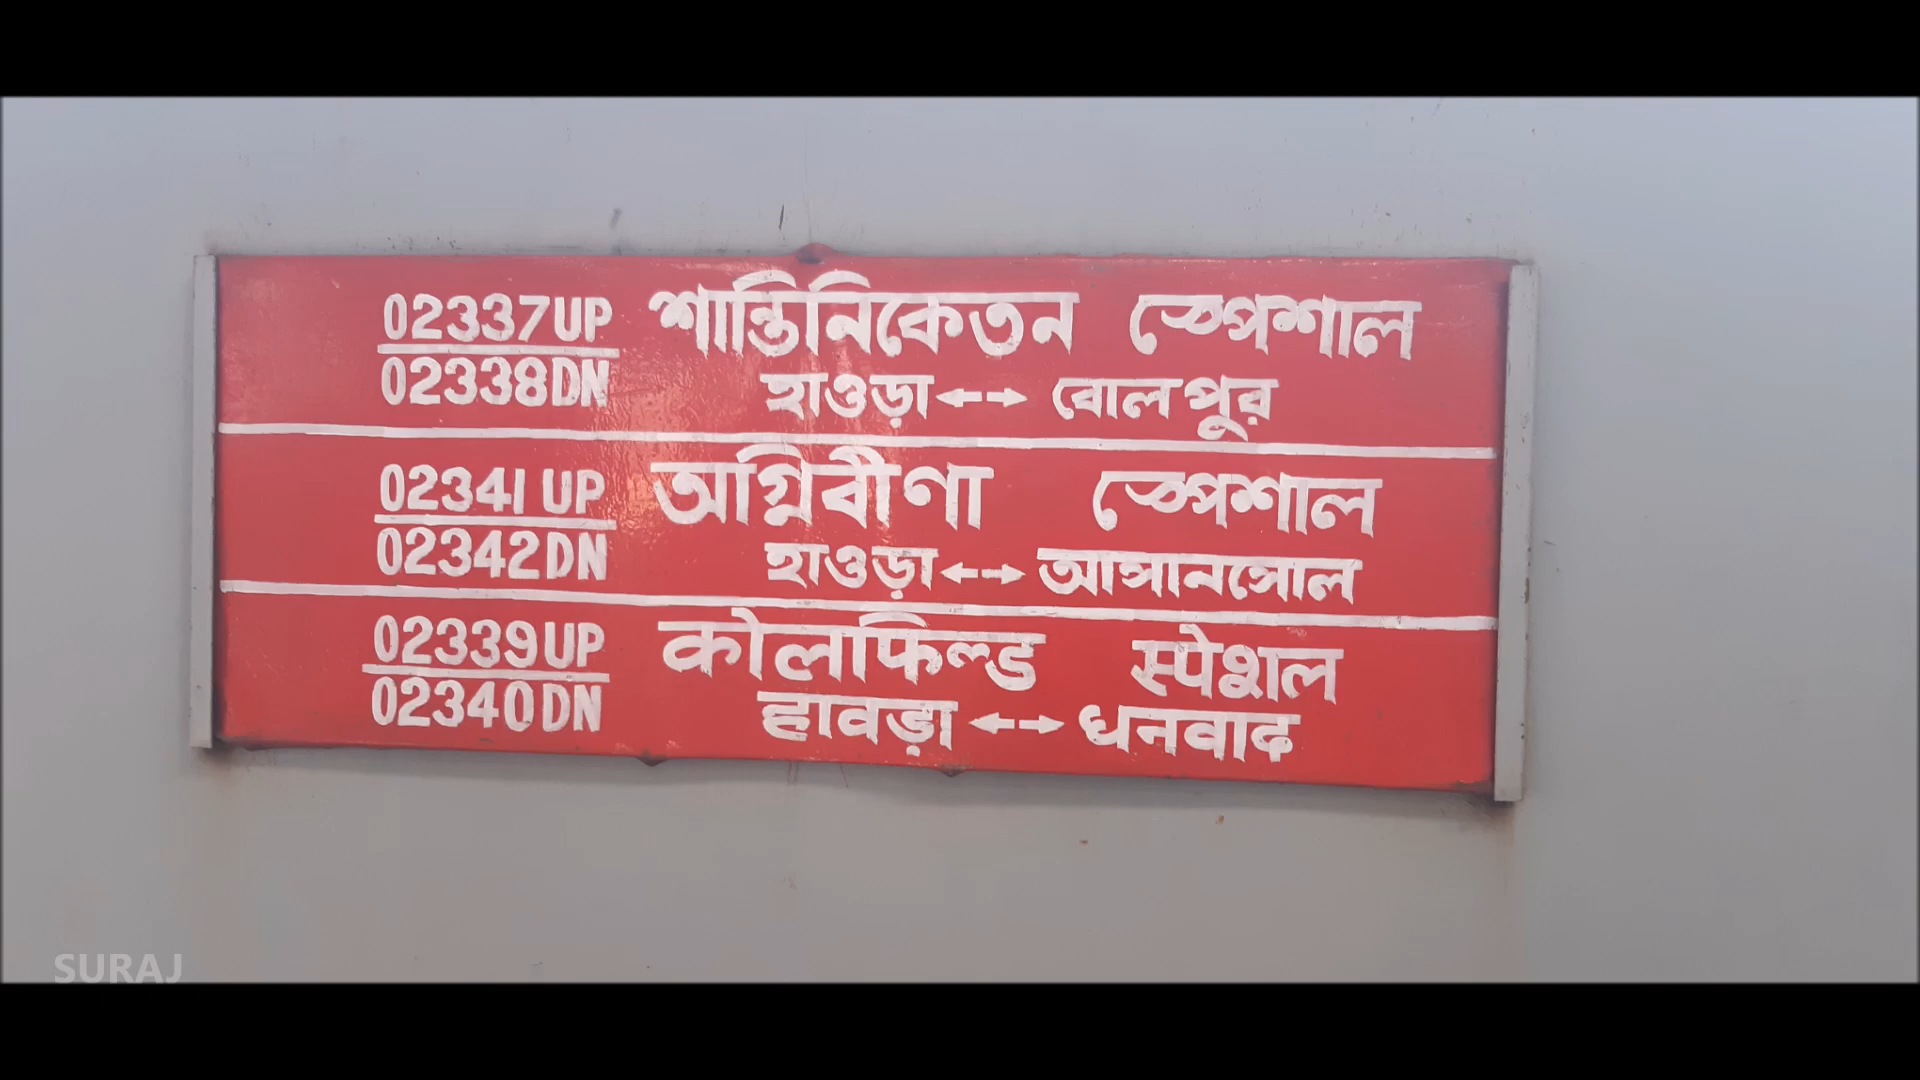 02337UP শান্তিনিকেতন স্পেশাল
02338DN হাওড়া ←→ বোলপুর
02341 UP অগ্নিবীণা স্পেশাল
02342DN হাওড়া ←→ আসানসোল
02339UP कोलफिल्ड स्पेशल
02340DN हावड़ा ←→ धनबाद
SURAJ